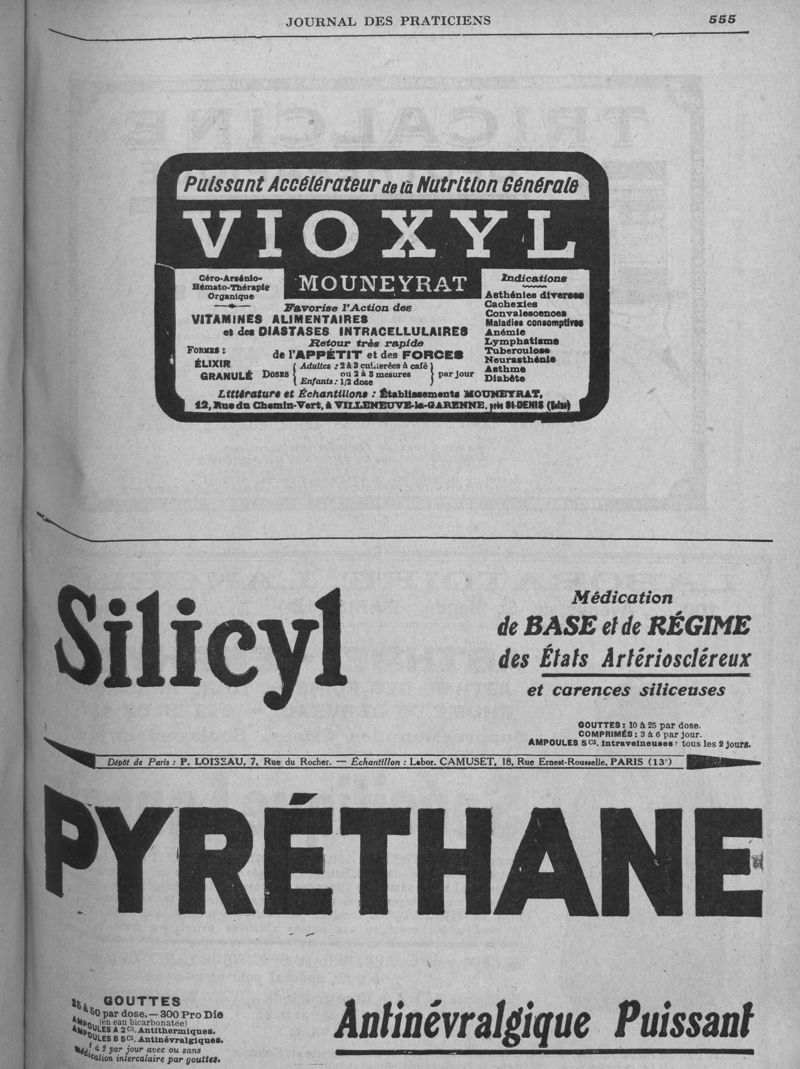 JOURNAL DES PRATICIENS 555
Puissant Accélérateur de la Nutrition Générale
VIOXYL
MOUNEYRAT
Céro-Arsénio-
Hémato-Thérapie
Organique
Favorise l'Action des
VITAMINES ALIMENTAIRES
et des DIASTASES INTRACELLULAIRES
Retour très rapide
de l'APPÉTIT et des FORCES
FORMES :
ÉLIXIR
GRANULÉ
DOSES
Adultes : 2 à 3 cuillerées à café
ou 2 à 3 mesures
Enfants : 1/2 dose
par jour
Indications
Asthénies diverses
Cachexies
Convalescences
Maladies consomptives
Anémie
Lymphatisme
Tuberculose
Neurasthénie
Asthme
Diabète
Littérature et Échantillons : Établissements MOUNEYRAT,
12, Rue du Chemin-Vert, à VILLENEUVE-la-GARENNE, près St-DENIS (Seine)
Silicyl
Médication
de BASE et de RÉGIME
des États Artérioscléreux
et carences siliceuses
GOUTTES : 10 à 25 par dose.
COMPRIMÉS : 3 à 6 par jour.
AMPOULES 5 cs. intraveineuses : tous les 2 jours.
Dépôt de Paris : P. LOISEAU, 7, Rue du Rocher. — Échantillon : Labor. CAMUSET, 18, Rue Ernest-Rousselle, PARIS (13e)
PYRÉTHANE
GOUTTES
25 à 50 par dose. — 300 Pro Die
(en eau bicarbonatée)
AMPOULES A 2 cs. Antithermiques.
AMPOULES B 5 cs. Antinévralgiques.
1 à 2 par jour avec ou sans
médication intercalaire par gouttes.
Antinévralgique Puissant